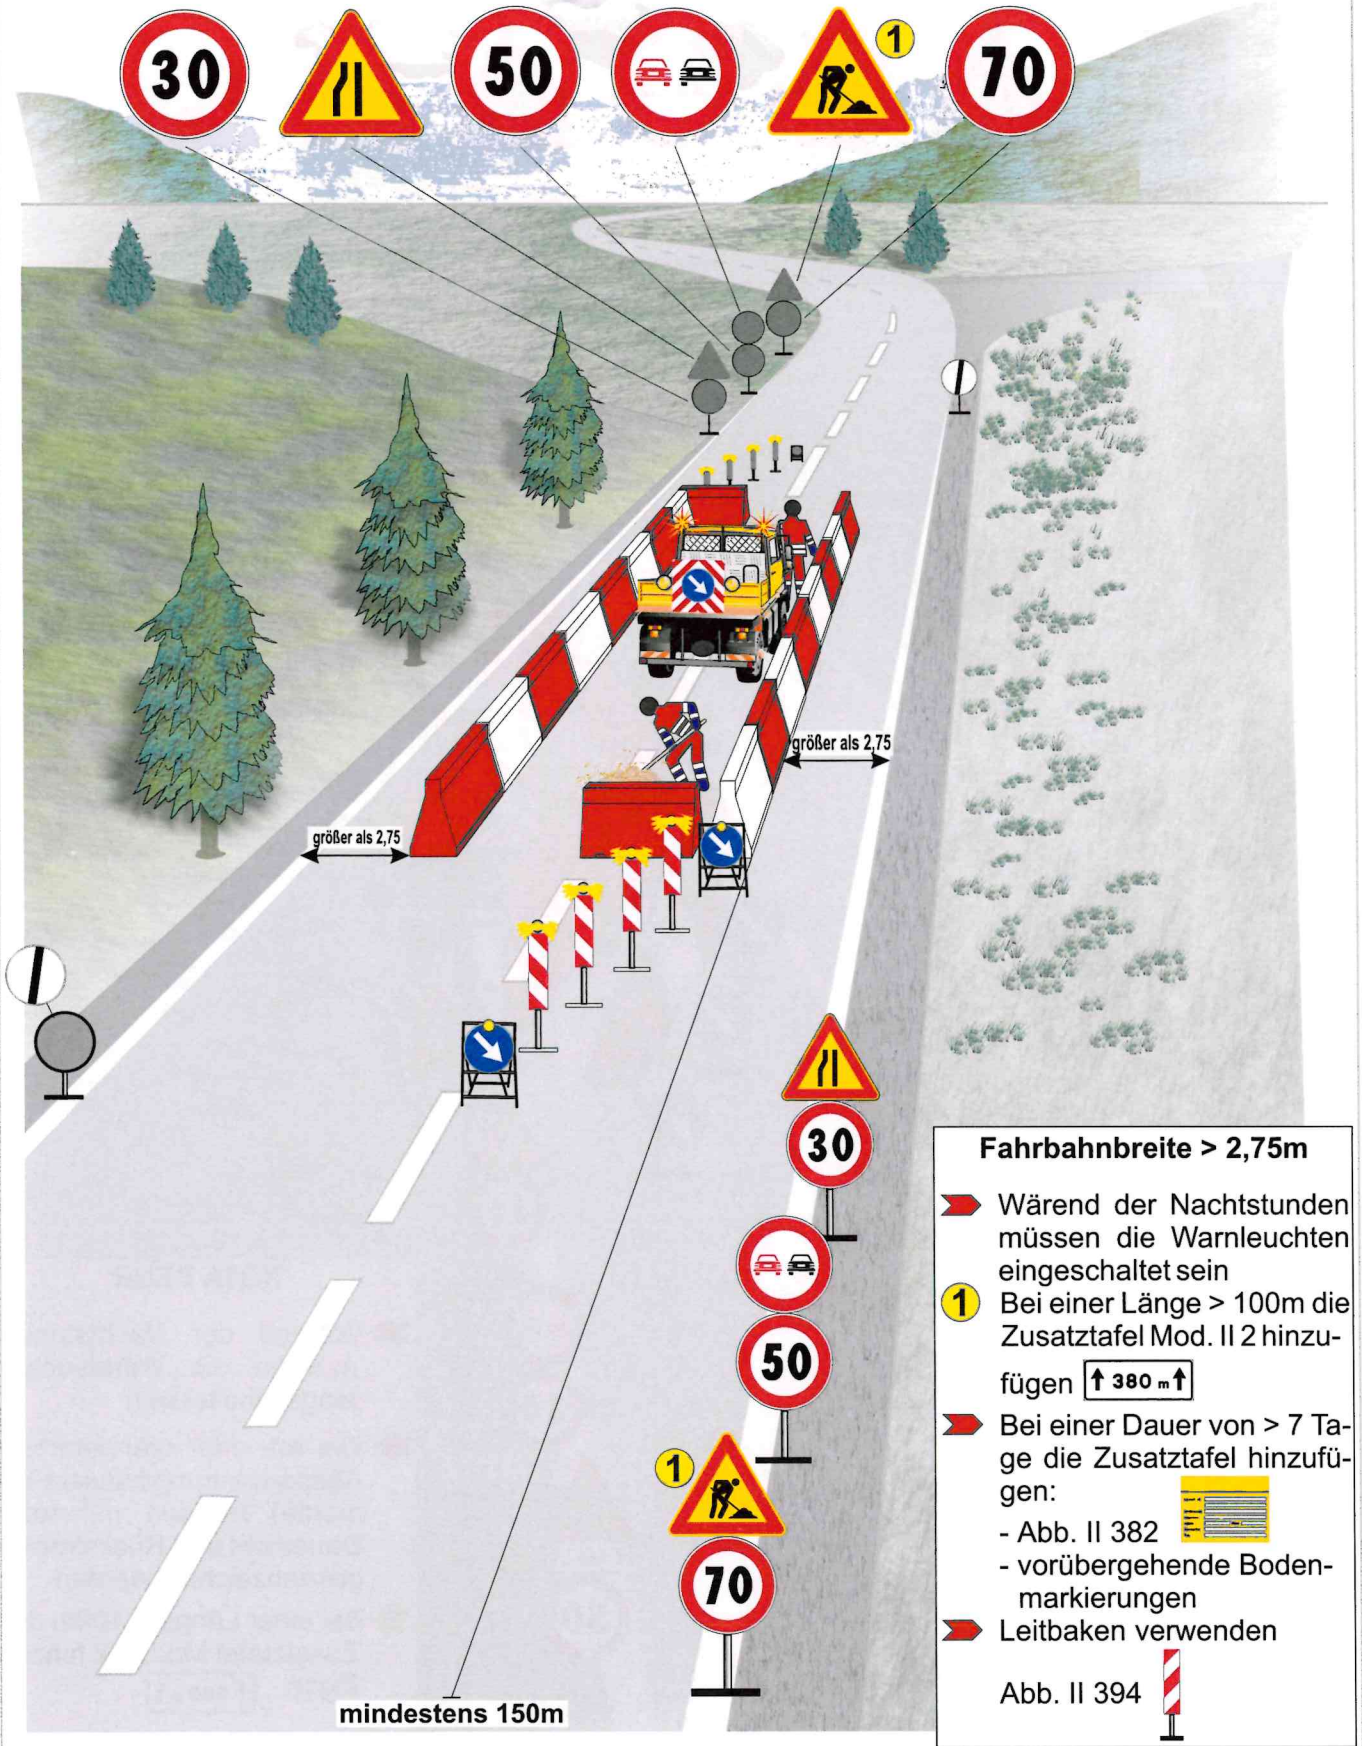 30
50
1
70
größer als 2,75
größer als 2,75
30
50
1
70
mindestens 150m
Fahrbahnbreite > 2,75m
Wärend der Nachtstunden
müssen die Warnleuchten
eingeschaltet sein
1 Bei einer Länge > 100m die
Zusatztafel Mod. II 2 hinzu-
fügen ↑ 380 m ↑
Bei einer Dauer von > 7 Ta-
ge die Zusatztafel hinzufü-
gen:
- Abb. II 382
- vorübergehende Boden-
markierungen
Leitbaken verwenden
Abb. II 394